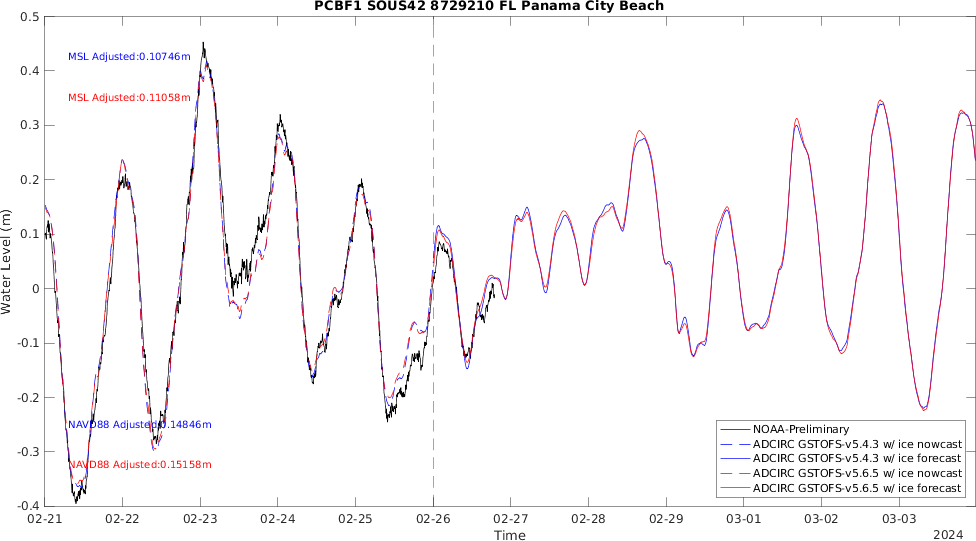 PCBF1 SOUS42 8729210 FL Panama City Beach
0.5
0.4
0.3
0.2
0.1
0
-0.1
-0.2
-0.3
-0.4
Water Level (m)
MSL Adjusted:0.10746m
MSL Adjusted:0.11058m
NAVD88 Adjusted:0.14846m
NAVD88 Adjusted:0.15158m
NOAA-Preliminary
ADCIRC GSTOFS-v5.4.3 w/ ice nowcast
ADCIRC GSTOFS-v5.4.3 w/ ice forecast
ADCIRC GSTOFS-v5.6.5 w/ ice nowcast
ADCIRC GSTOFS-v5.6.5 w/ ice forecast
02-21 02-22 02-23 02-24 02-25 02-26 02-27 02-28 02-29 03-01 03-02 03-03
Time
2024